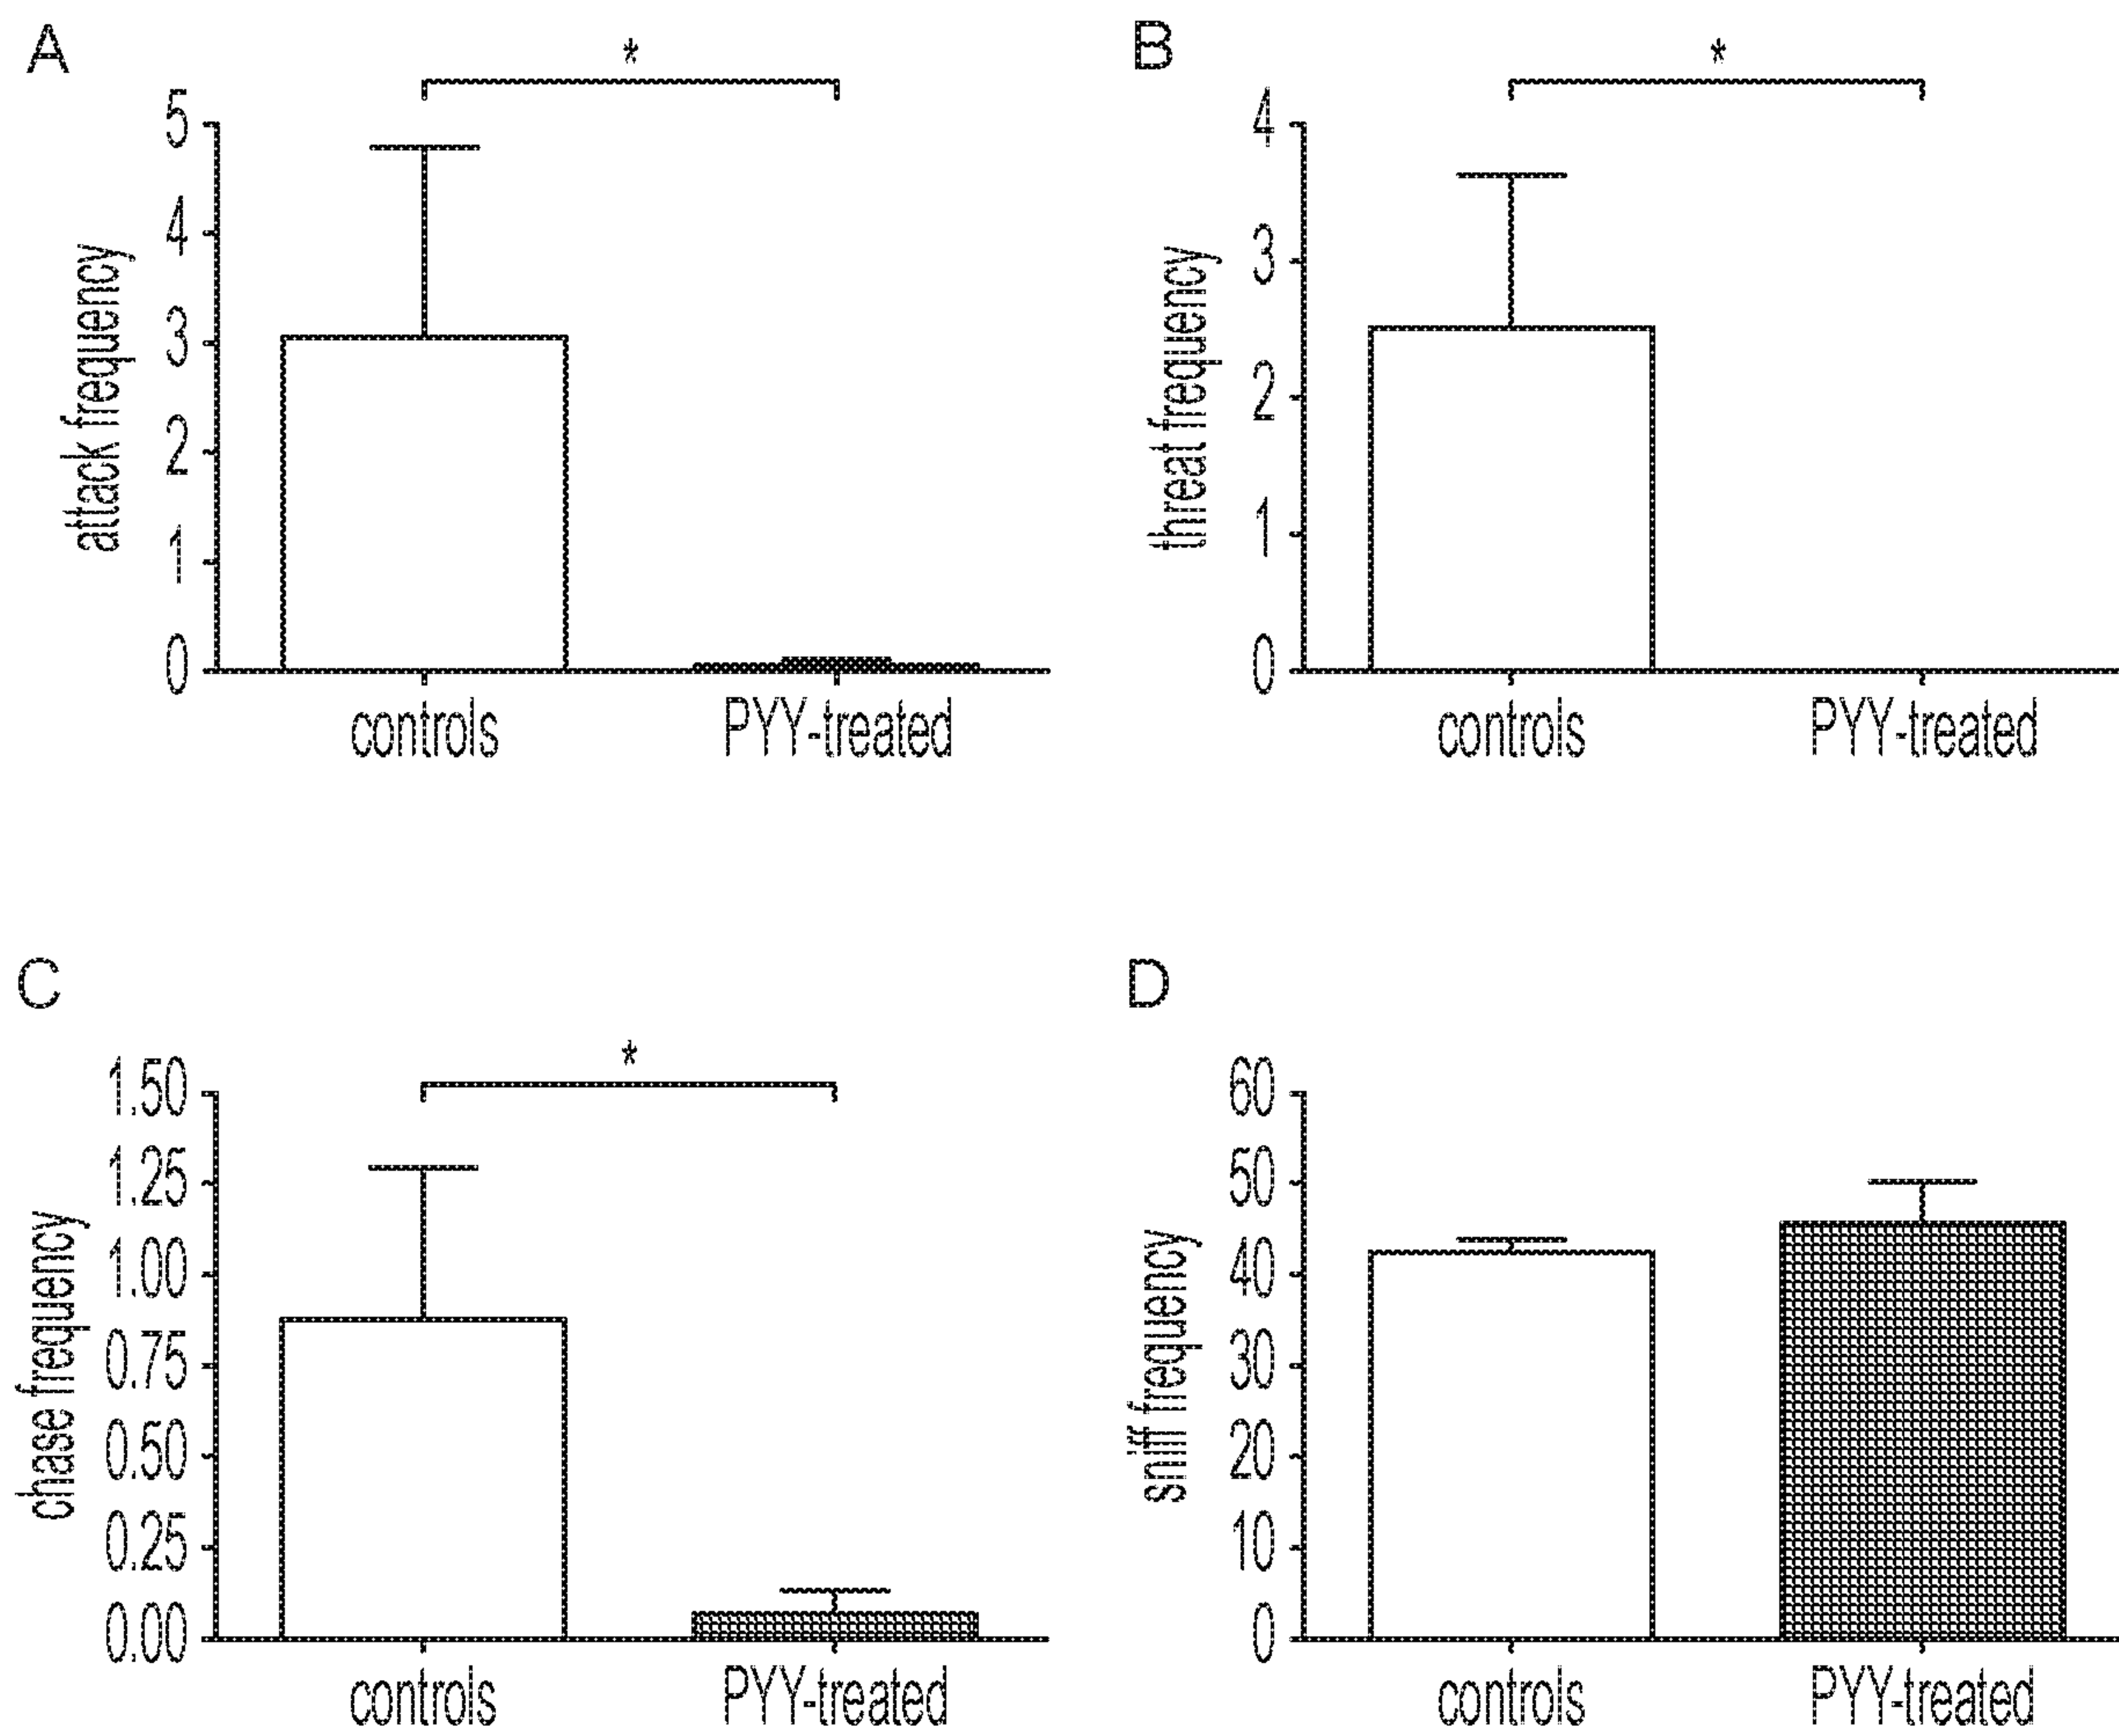 A
*
5
4
3
2
1
0
attack frequency
controls PYY-treated
B
*
4
3
2
1
0
threat frequency
controls PYY-treated
C
*
1.50
1.25
1.00
0.75
0.50
0.25
0.00
chase frequency
controls PYY-treated
D
60
50
40
30
20
10
0
sniff frequency
controls PYY-treated